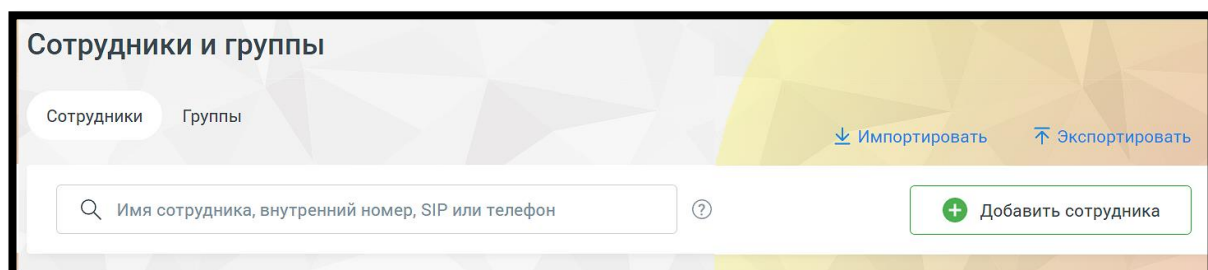 Сотрудники и группы
Сотрудники Группы
Импортировать Экспортировать
Имя сотрудника, внутренний номер, SIP или телефон ? Добавить сотрудника